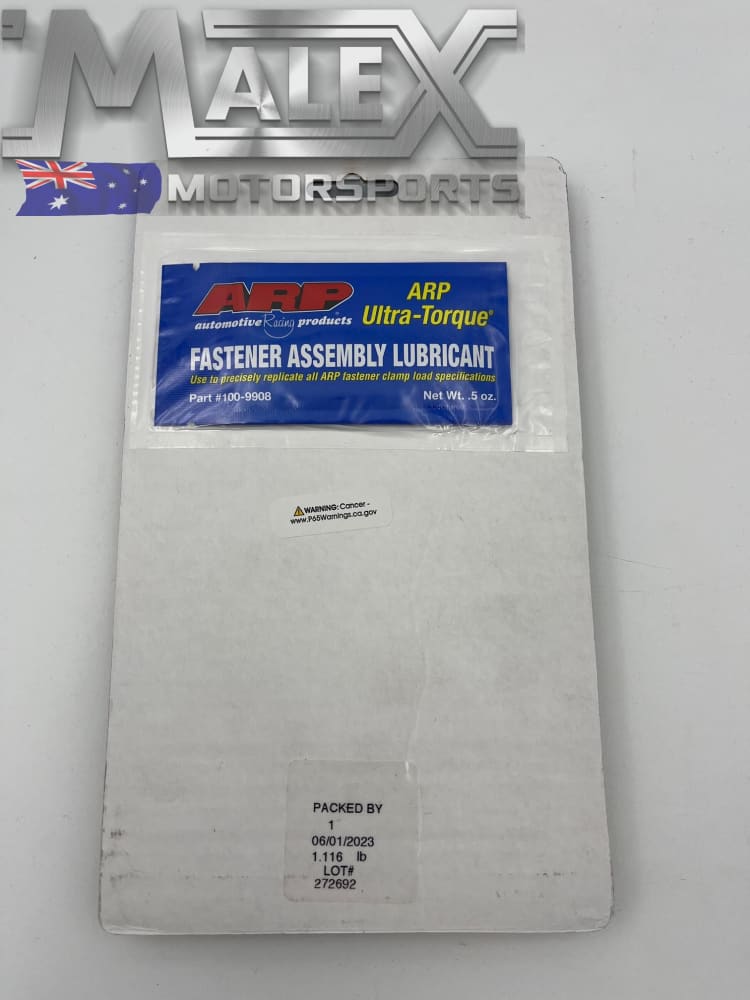 MALEX
MOTORSPORTS
ARP
automotive Racing products
ARP
Ultra-Torque®
FASTENER ASSEMBLY LUBRICANT
Use to precisely replicate all ARP fastener clamp load specifications
Part #100-9908
Net Wt. .5 oz.
WARNING: Cancer -
www.P65Warnings.ca.gov
PACKED BY
1
06/01/2023
1.116 lb
LOT#
272692